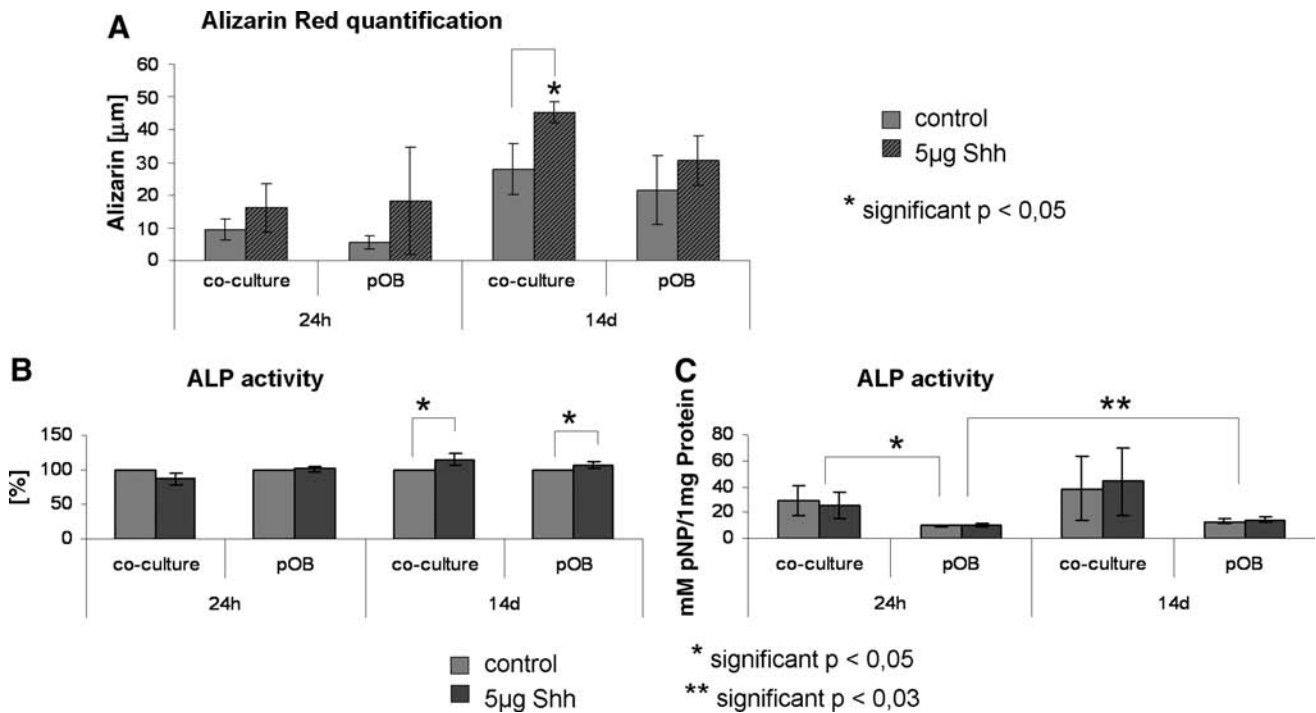 A Alizarin Red quantification
Alizarin [µm]
60
50
40
30
20
10
0
*
co-culture pOB co-culture pOB
24h 14d
control
5µg Shh
* significant p < 0,05
B ALP activity
[%]
150
100
50
0
* *
co-culture pOB co-culture pOB
24h 14d
control
5µg Shh
C ALP activity
mM pNP/1mg Protein
80
60
40
20
0
* **
co-culture pOB co-culture pOB
24h 14d
* significant p < 0,05
** significant p < 0,03